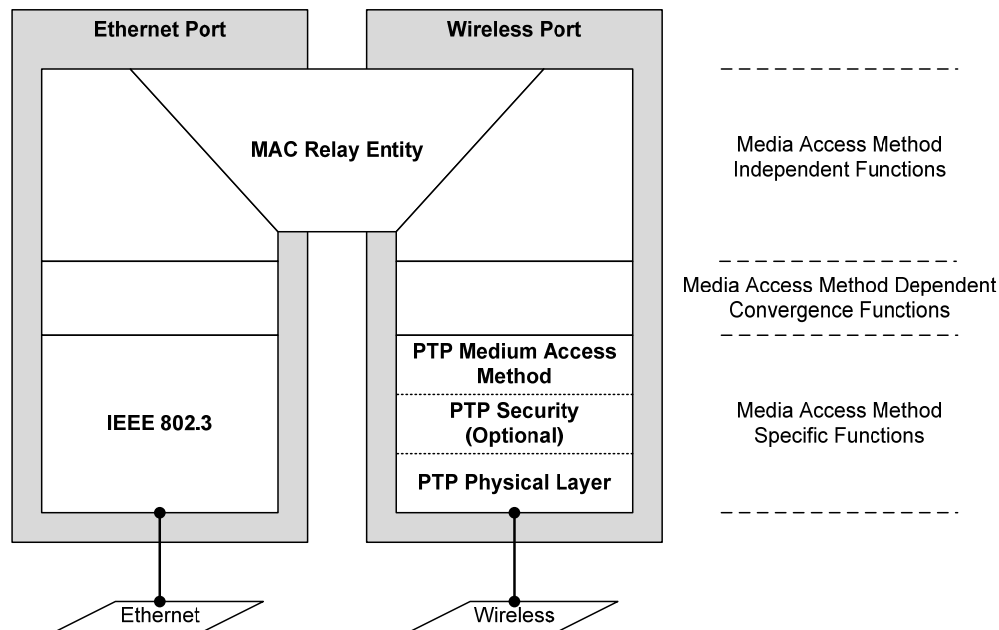 Ethernet Port
Wireless Port
MAC Relay Entity
Media Access Method
Independent Functions
Media Access Method Dependent
Convergence Functions
PTP Medium Access
Method
IEEE 802.3
PTP Security
(Optional)
Media Access Method
Specific Functions
PTP Physical Layer
Ethernet
Wireless